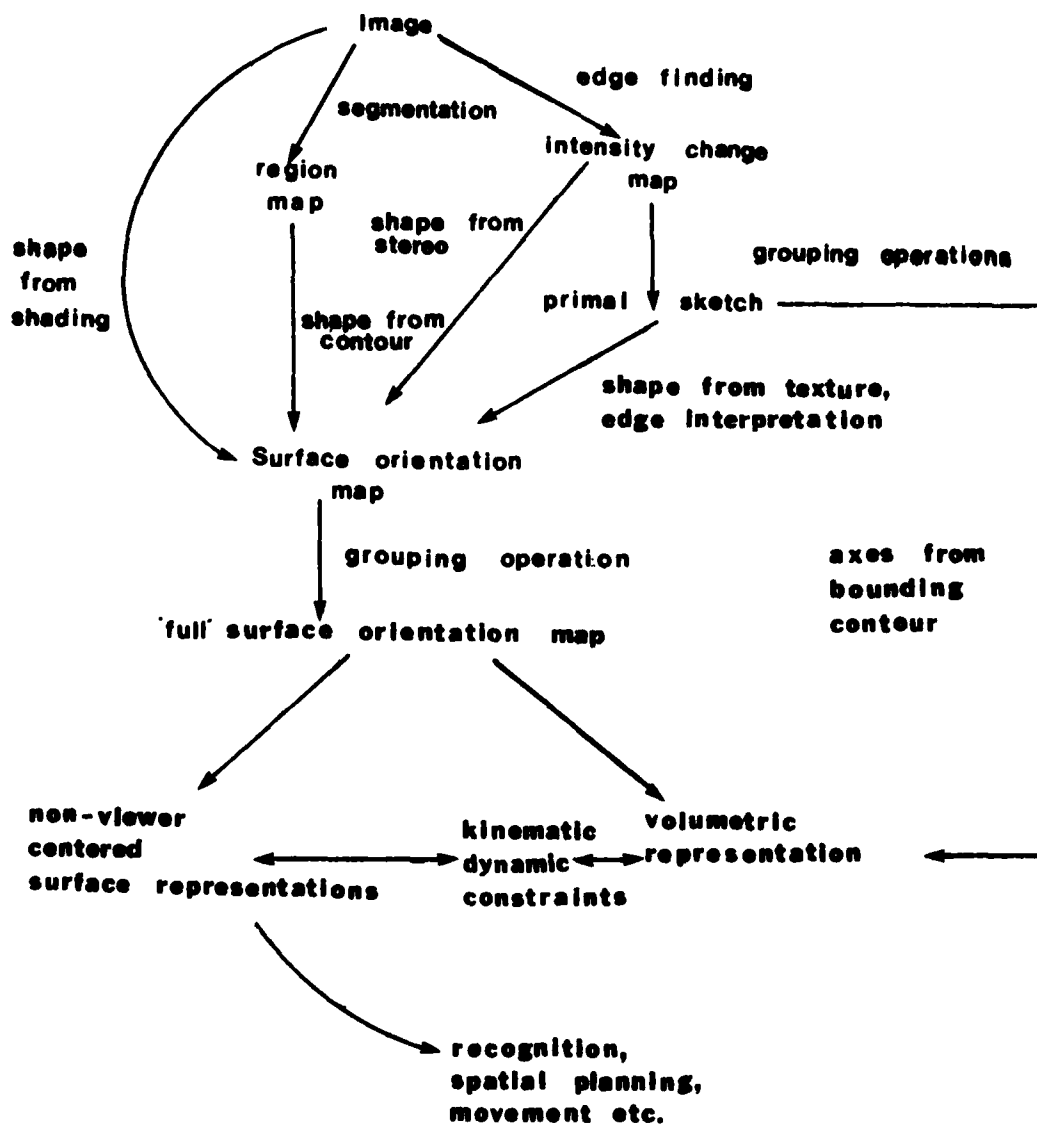 Image
edge finding
segmentation
intensity change
map
region
map
shape from
stereo
shape
from
shading
grouping operations
primal sketch
shape from
contour
shape from texture,
edge interpretation
Surface orientation
map
grouping operation
axes from
bounding
contour
'full' surface orientation map
non-viewer
centered
surface representations
kinematic
dynamic
constraints
volumetric
representation
recognition,
spatial planning,
movement etc.